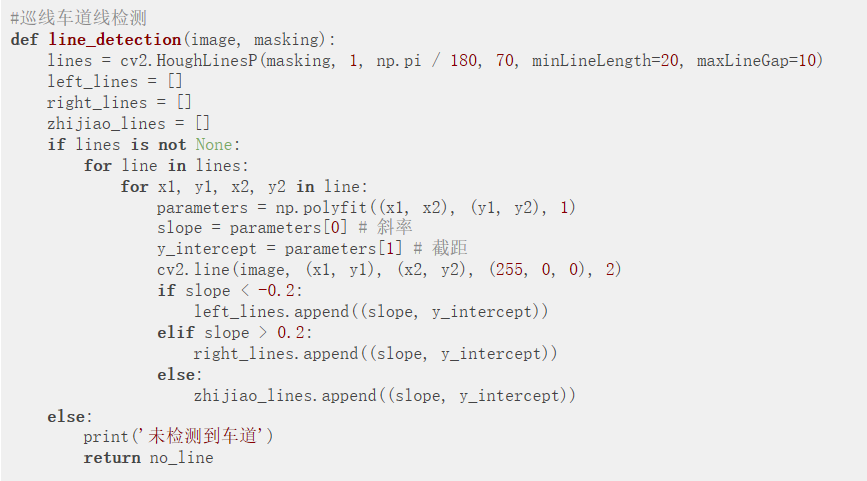 #巡线车道线检测
def line_detection(image, masking):
    lines = cv2.HoughLinesP(masking, 1, np.pi / 180, 70, minLineLength=20, maxLineGap=10)
    left_lines = []
    right_lines = []
    zhijiao_lines = []
    if lines is not None:
        for line in lines:
            for x1, y1, x2, y2 in line:
                parameters = np.polyfit((x1, x2), (y1, y2), 1)
                slope = parameters[0] # 斜率
                y_intercept = parameters[1] # 截距
                cv2.line(image, (x1, y1), (x2, y2), (255, 0, 0), 2)
                if slope < -0.2:
                    left_lines.append((slope, y_intercept))
                elif slope > 0.2:
                    right_lines.append((slope, y_intercept))
                else:
                    zhijiao_lines.append((slope, y_intercept))
    else:
        print('未检测到车道')
        return no_line